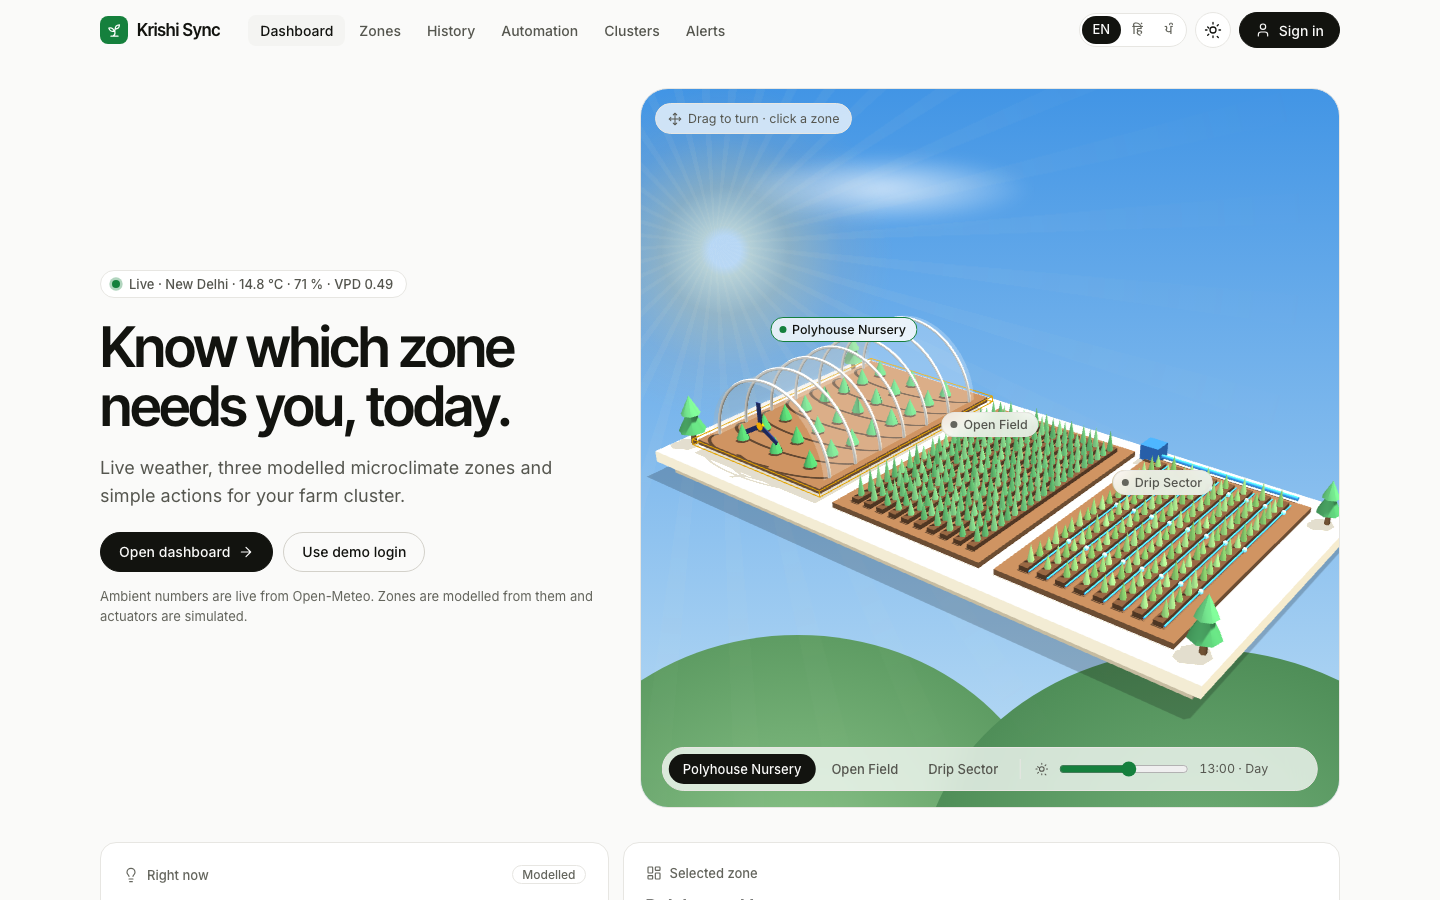 Krishi Sync
Dashboard
Zones
History
Automation
Clusters
Alerts
EN
हिं
पं
Sign in
Drag to turn · click a zone
Live · New Delhi · 14.8 °C · 71 % · VPD 0.49
Know which zone
needs you, today.
Live weather, three modelled microclimate zones and
simple actions for your farm cluster.
Open dashboard
Use demo login
Ambient numbers are live from Open-Meteo. Zones are modelled from them and
actuators are simulated.
Polyhouse Nursery
Open Field
Drip Sector
Polyhouse Nursery
Open Field
Drip Sector
13:00 · Day
Right now
Modelled
Selected zone